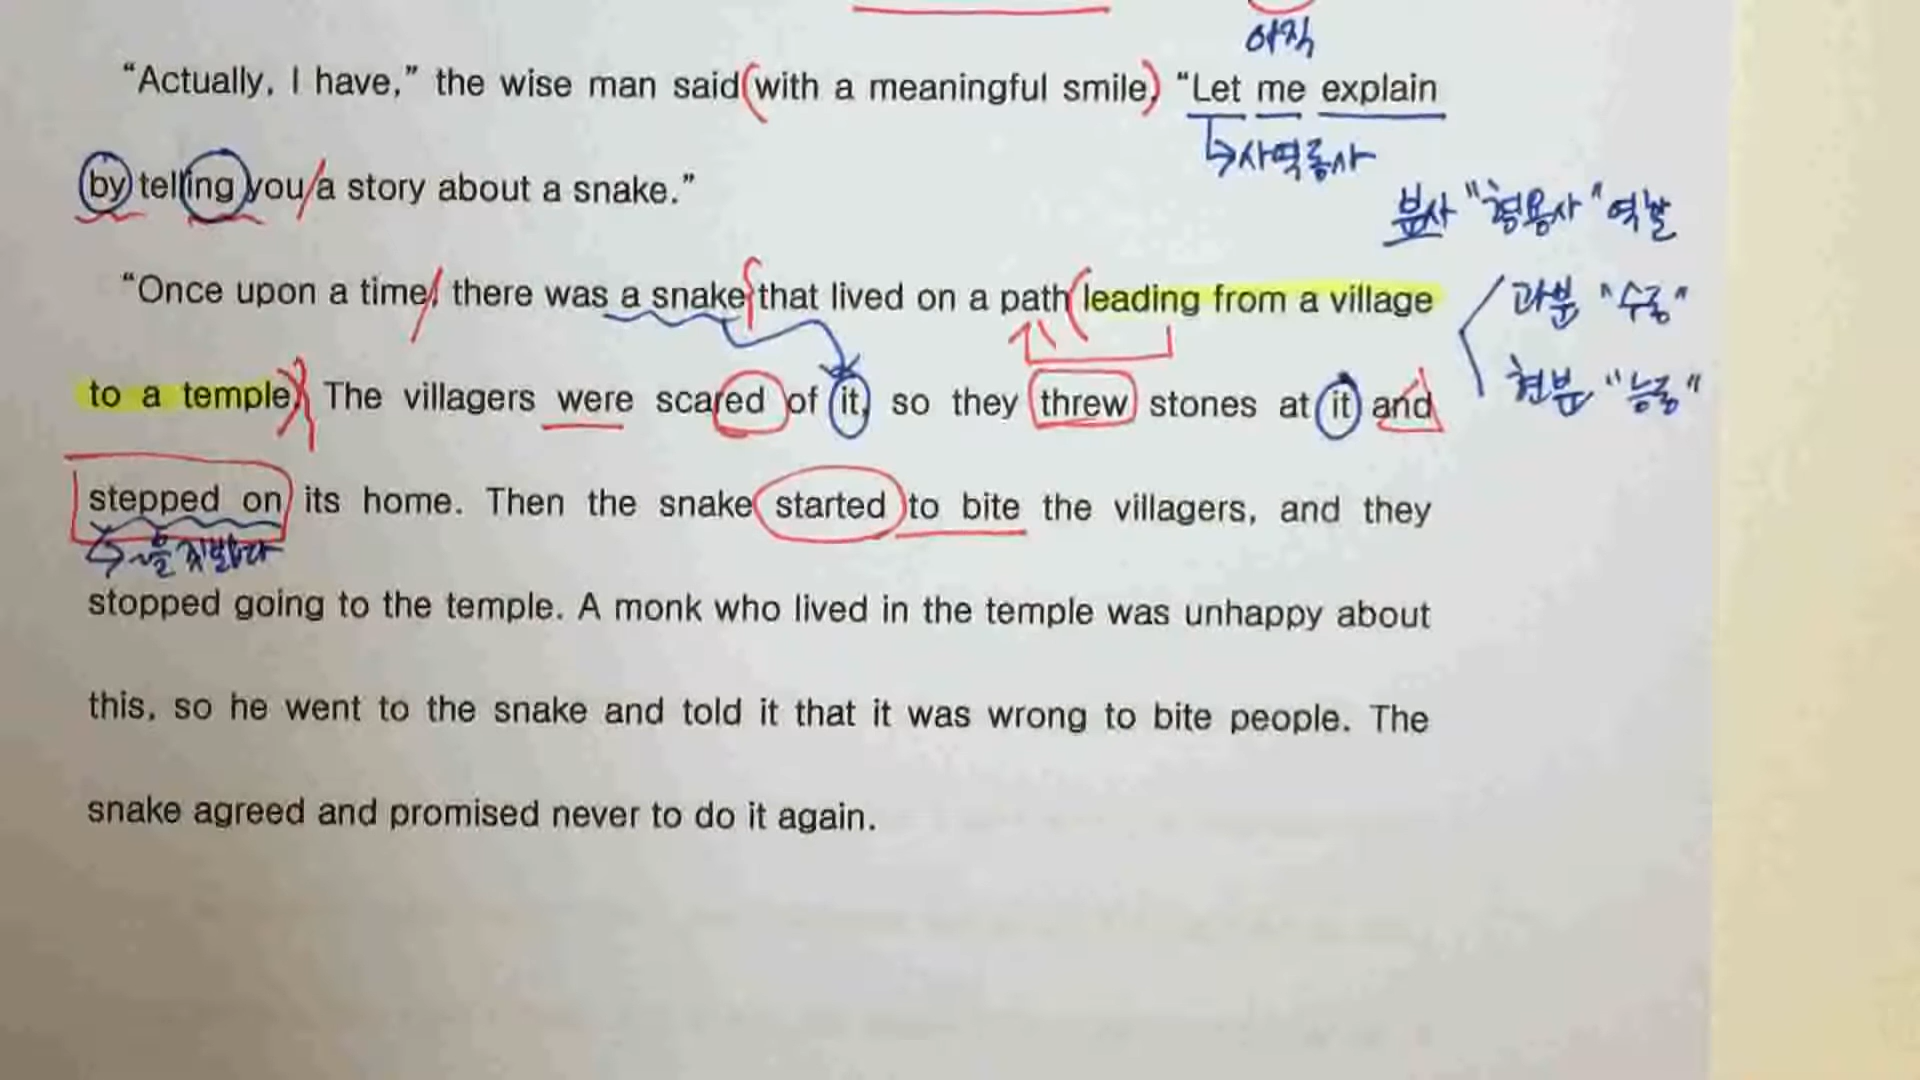 아직
“Actually, I have,” the wise man said with a meaningful smile, “Let me explain
→사역동사
by telling you a story about a snake.”
분사 "형용사" 역할
“Once upon a time, there was a snake that lived on a path leading from a village
과분 "수동"
to a temple. The villagers were scared of it, so they threw stones at it and
현분 "능동"
stepped on its home. Then the snake started to bite the villagers, and they
→~을 짓밟다
stopped going to the temple. A monk who lived in the temple was unhappy about
this, so he went to the snake and told it that it was wrong to bite people. The
snake agreed and promised never to do it again.